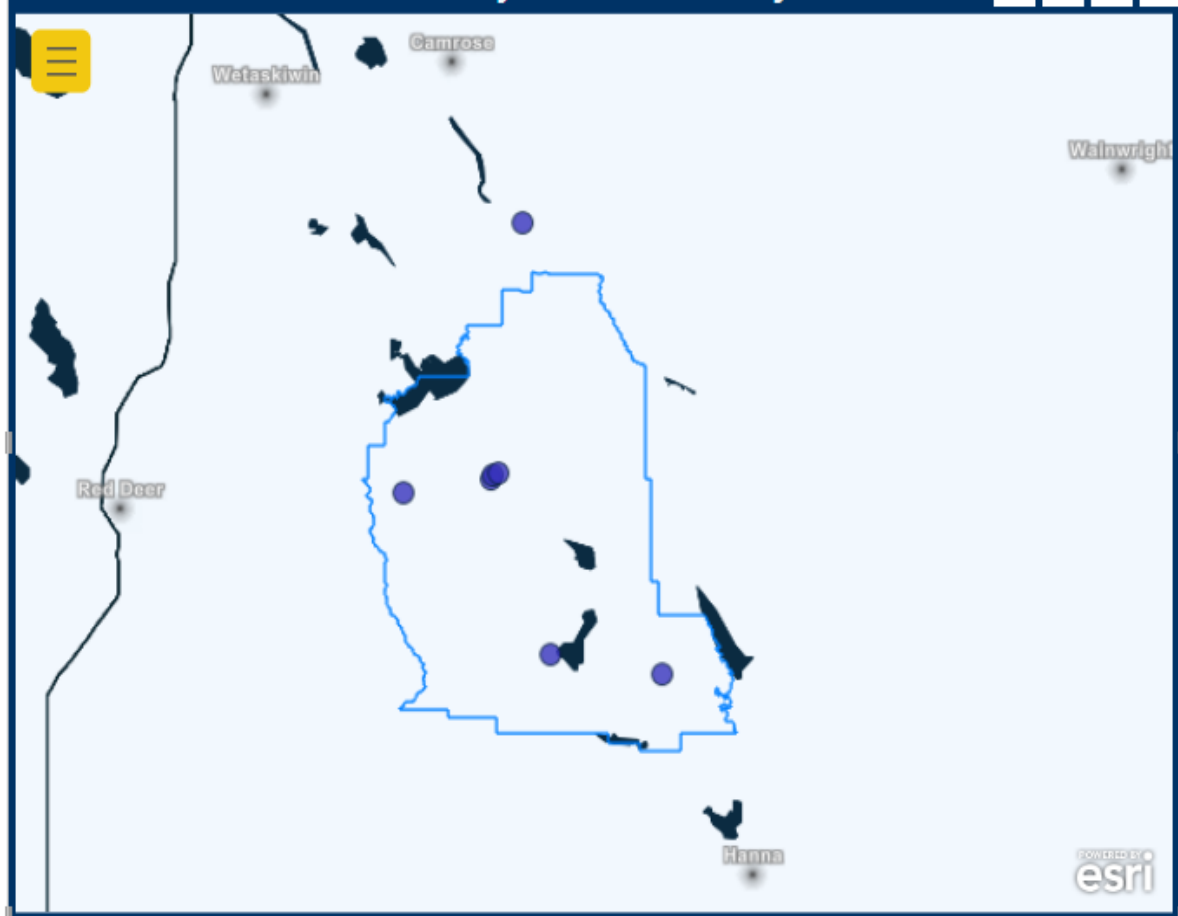 Camrose
Wetaskiwin
Wainwright
Red Deer
Hanna
POWERED BY
esri